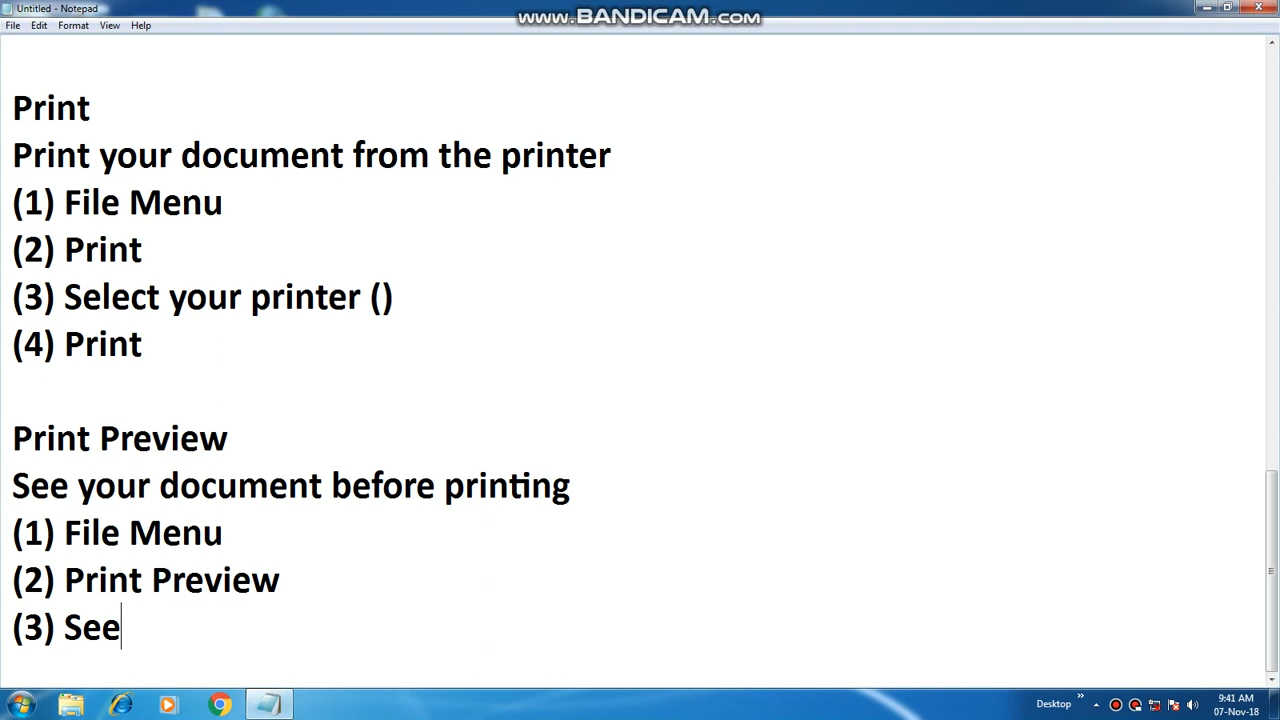 Untitled - Notepad
www.BANDICAM.com
File Edit Format View Help
Print
Print your document from the printer
(1) File Menu
(2) Print
(3) Select your printer ()
(4) Print
Print Preview
See your document before printing
(1) File Menu
(2) Print Preview
(3) See
Desktop
9:41 AM
07-Nov-18